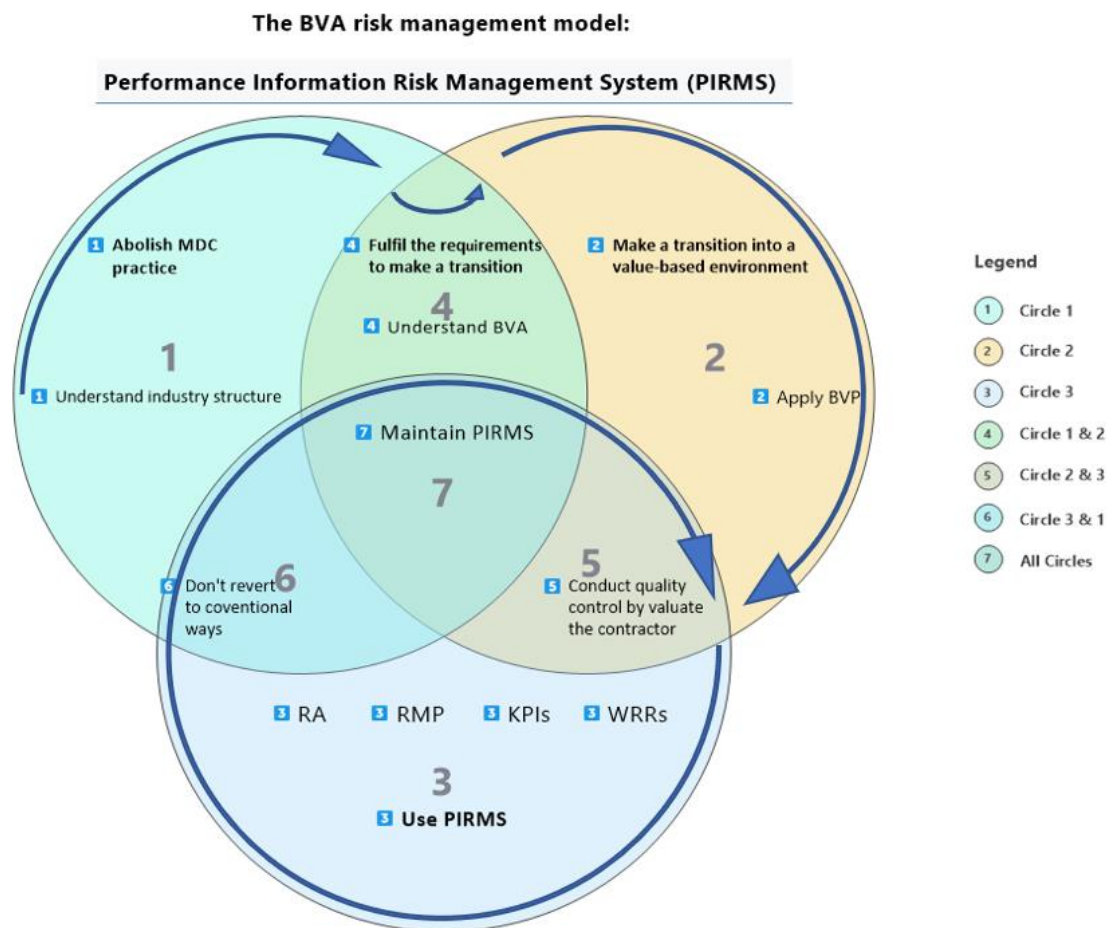 The BVA risk management model:
Performance Information Risk Management System (PIRMS)
1 Abolish MDC
practice
4 Fulfil the requirements
to make a transition
2 Make a transition into a
value-based environment
4
4 Understand BVA
1
2
1 Understand industry structure
2 Apply BVP
7 Maintain PIRMS
7
6
5
6 Don't revert
to coventional
ways
5 Conduct quality
control by valuate
the contractor
3 RA
3 RMP
3 KPIs
3 WRRs
3
3 Use PIRMS
Legend
1 Circle 1
2 Circle 2
3 Circle 3
4 Circle 1 & 2
5 Circle 2 & 3
6 Circle 3 & 1
7 All Circles